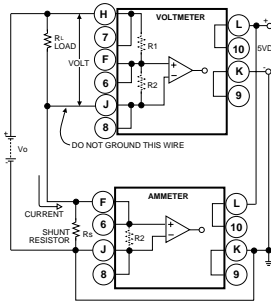 VOLTMETER
H
7
F
6
J
8
RL
LOAD
VOLT
R1
R2
+
−
L
10
K
9
+
5VD
-
DO NOT GROUND THIS WIRE
+
Vo
-
CURRENT
SHUNT
RESISTOR
Rs
AMMETER
F
6
J
8
R2
+
−
L
10
K
9